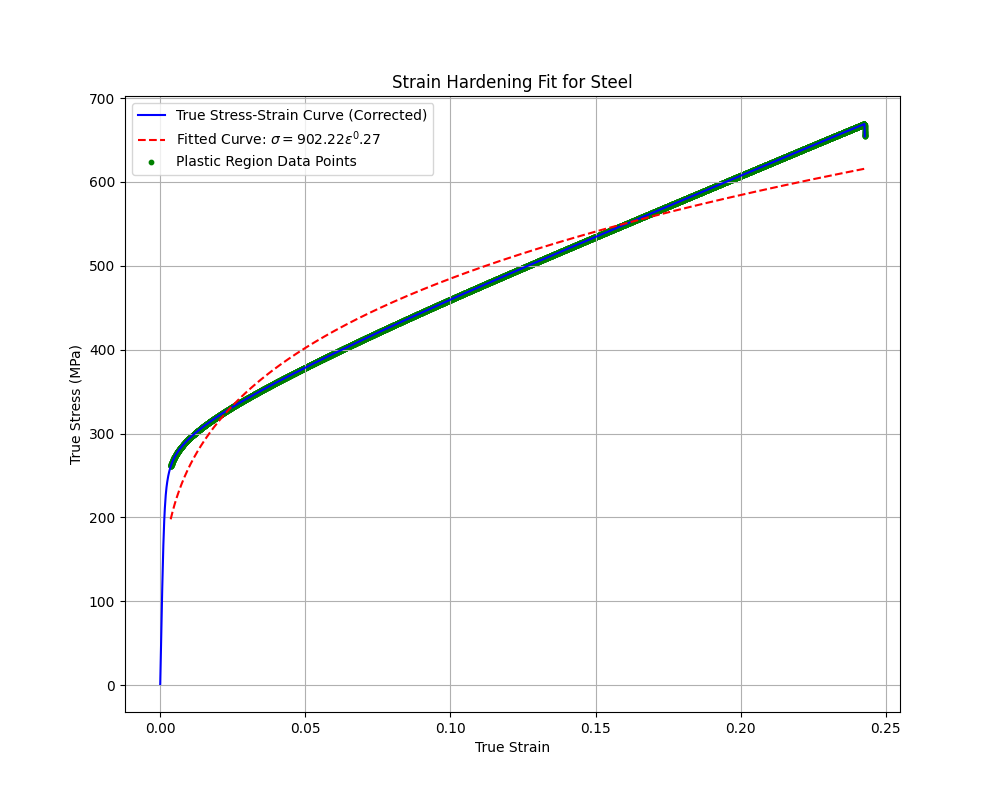 Strain Hardening Fit for Steel
True Stress-Strain Curve (Corrected)
Fitted Curve: σ = 902.22ε⁰.27
Plastic Region Data Points
True Stress (MPa)
700
600
500
400
300
200
100
0
0.00 0.05 0.10 0.15 0.20 0.25
True Strain